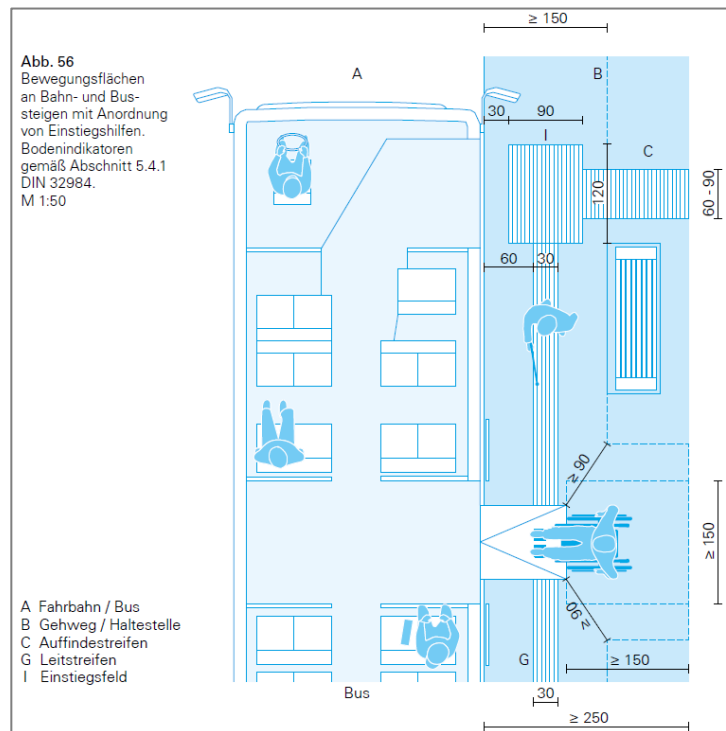 Abb. 56
Bewegungsflächen
an Bahn- und Bus-
steigen mit Anordnung
von Einstiegshilfen.
Bodenindikatoren
gemäß Abschnitt 5.4.1
DIN 32984.
M 1:50
≥ 150
A
B
30
90
I
C
120
60 - 90
60
30
≥ 90
≥ 150
≥ 90
A Fahrbahn / Bus
B Gehweg / Haltestelle
C Auffindestreifen
G Leitstreifen
I Einstiegsfeld
G
≥ 150
Bus
30
≥ 250